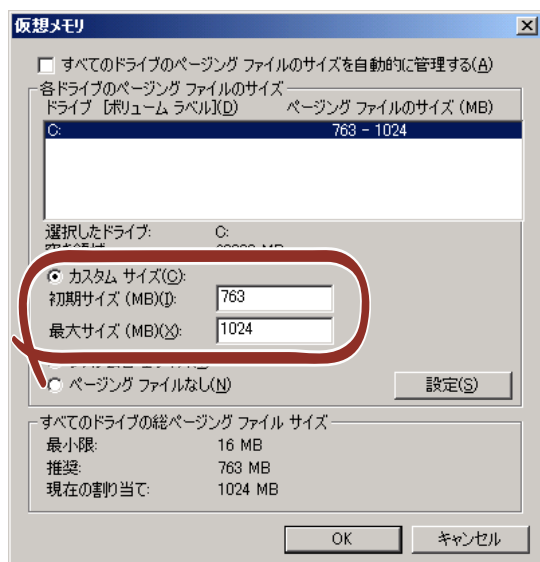 仮想メモリ
すべてのドライブのページング ファイルのサイズを自動的に管理する(A)
各ドライブのページング ファイルのサイズ
ドライブ [ボリューム ラベル](D) ページング ファイルのサイズ (MB)
C: 763 - 1024
選択したドライブ: C:
カスタム サイズ(C):
初期サイズ (MB)(I): 763
最大サイズ (MB)(X): 1024
ページング ファイルなし(N) 設定(S)
すべてのドライブの総ページング ファイル サイズ
最小限: 16 MB
推奨: 763 MB
現在の割り当て: 1024 MB
OK キャンセル